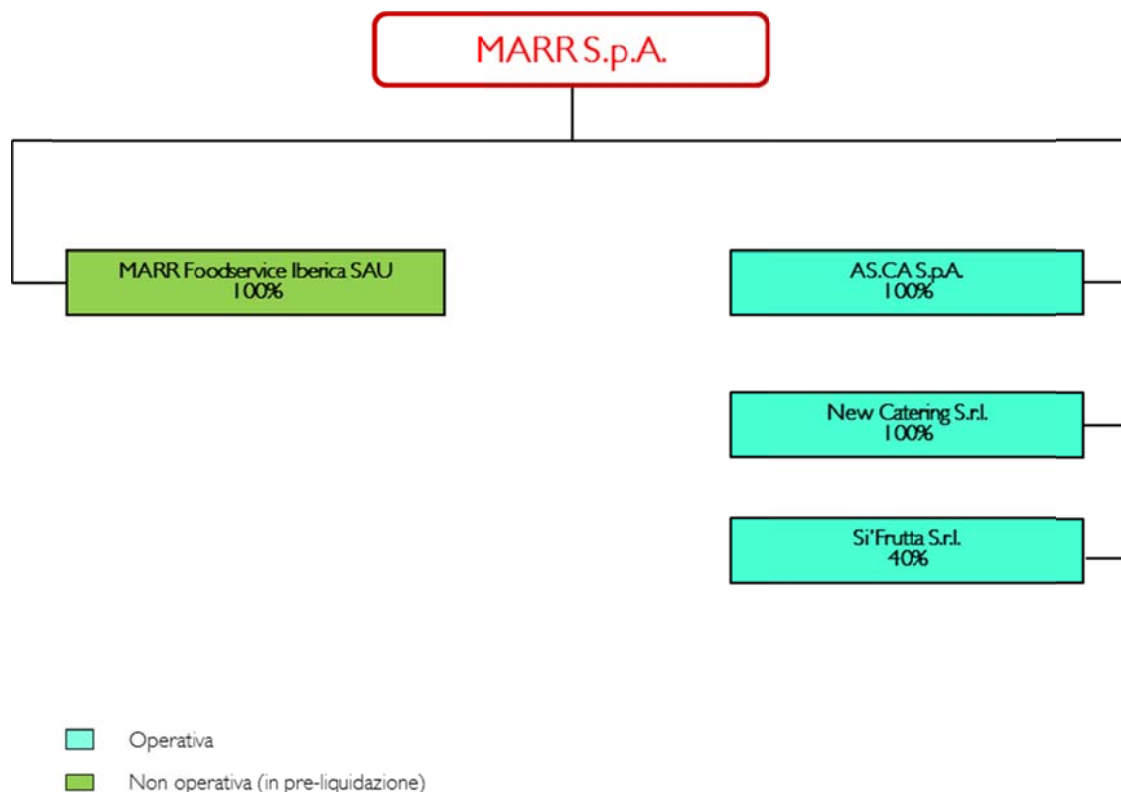 MARR S.p.A.
MARR Foodservice Iberica SAU
100%
AS.CA S.p.A.
100%
New Catering S.r.l.
100%
Si'Frutta S.r.l.
40%
Operativa
Non operativa (in pre-liquidazione)